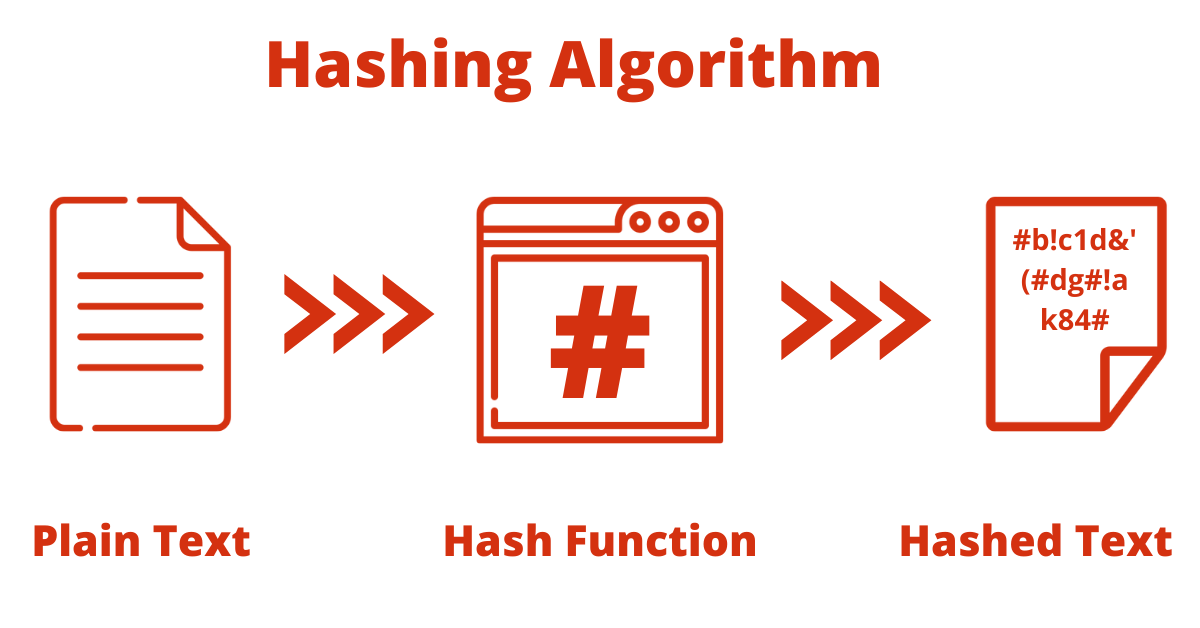 Hashing Algorithm
#
#b!c1d&'
(#dg#!a
k84#
Plain Text
Hash Function
Hashed Text